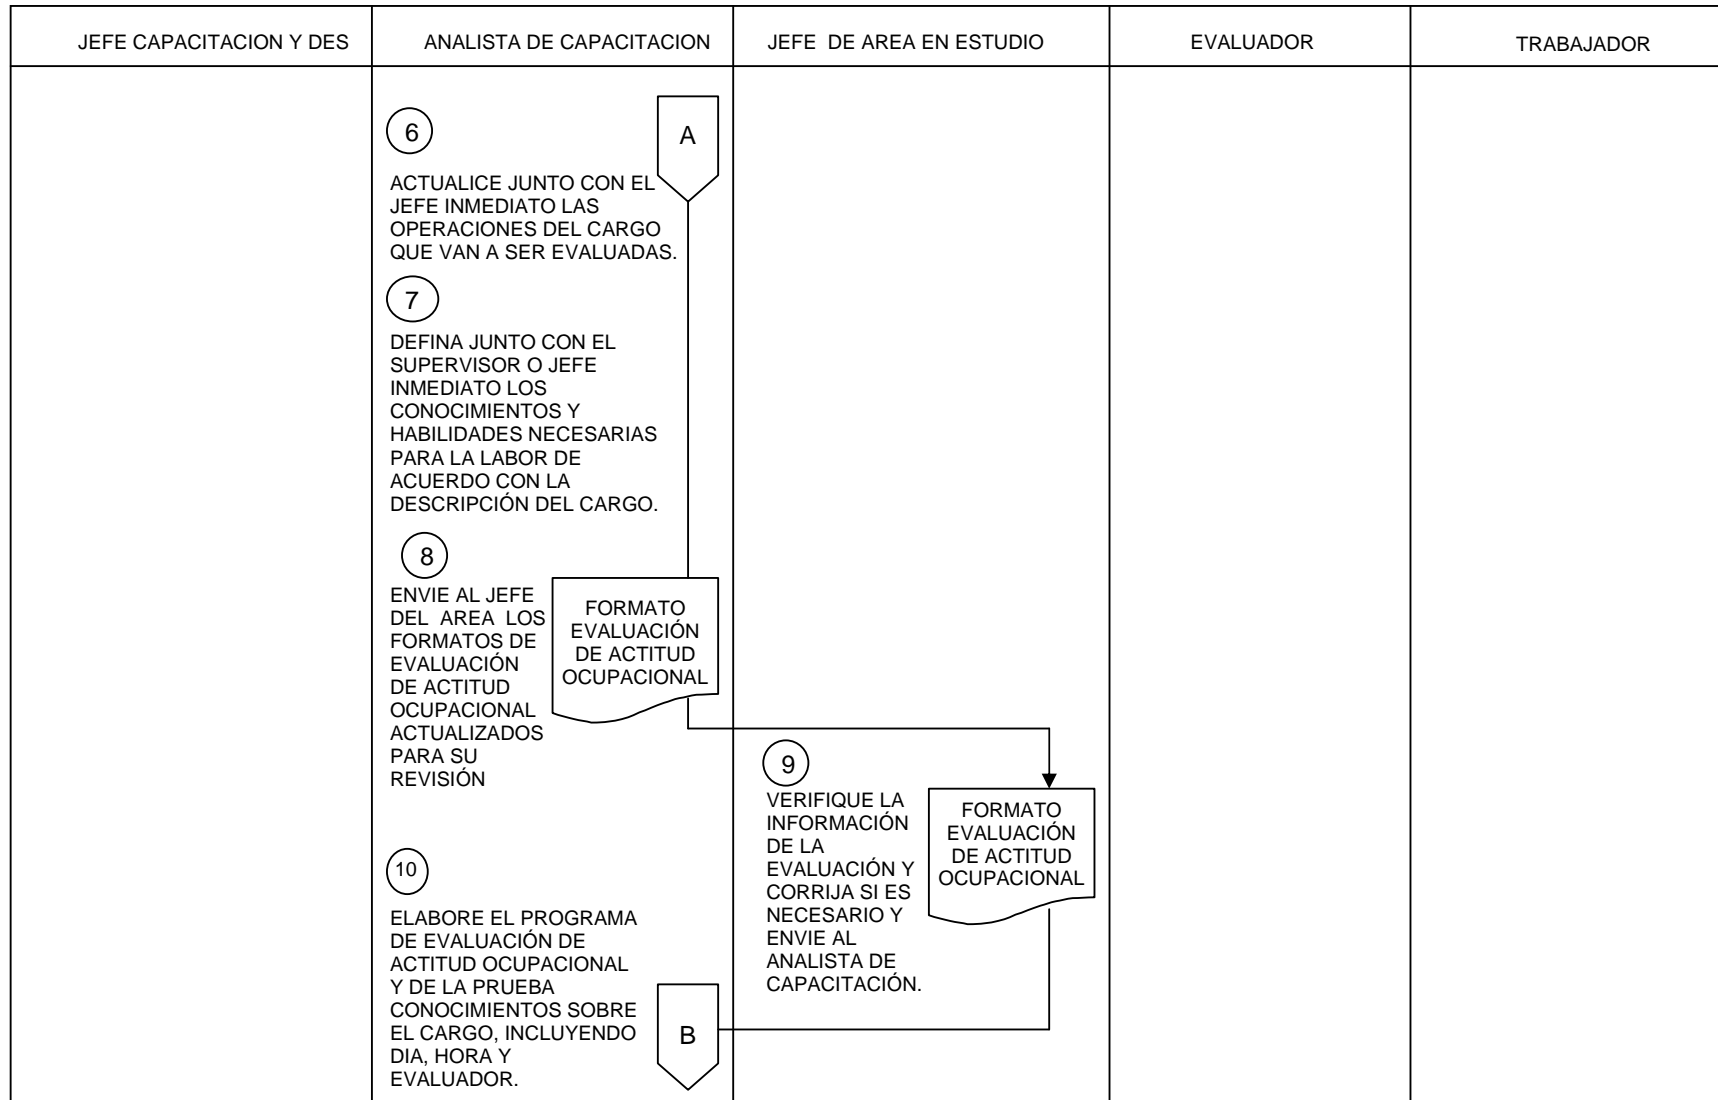 JEFE CAPACITACION Y DES
ANALISTA DE CAPACITACION
JEFE DE AREA EN ESTUDIO
EVALUADOR
TRABAJADOR
6
A
ACTUALICE JUNTO CON EL
JEFE INMEDIATO LAS
OPERACIONES DEL CARGO
QUE VAN A SER EVALUADAS.
7
DEFINA JUNTO CON EL
SUPERVISOR O JEFE
INMEDIATO LOS
CONOCIMIENTOS Y
HABILIDADES NECESARIAS
PARA LA LABOR DE
ACUERDO CON LA
DESCRIPCIÓN DEL CARGO.
8
ENVIE AL JEFE
DEL AREA LOS
FORMATOS DE
EVALUACIÓN
DE ACTITUD
OCUPACIONAL
ACTUALIZADOS
PARA SU
REVISIÓN
FORMATO
EVALUACIÓN
DE ACTITUD
OCUPACIONAL
9
VERIFIQUE LA
INFORMACIÓN
DE LA
EVALUACIÓN Y
CORRIJA SI ES
NECESARIO Y
ENVIE AL
ANALISTA DE
CAPACITACIÓN.
FORMATO
EVALUACIÓN
DE ACTITUD
OCUPACIONAL
10
ELABORE EL PROGRAMA
DE EVALUACIÓN DE
ACTITUD OCUPACIONAL
Y DE LA PRUEBA
CONOCIMIENTOS SOBRE
EL CARGO, INCLUYENDO
DIA, HORA Y
EVALUADOR.
B